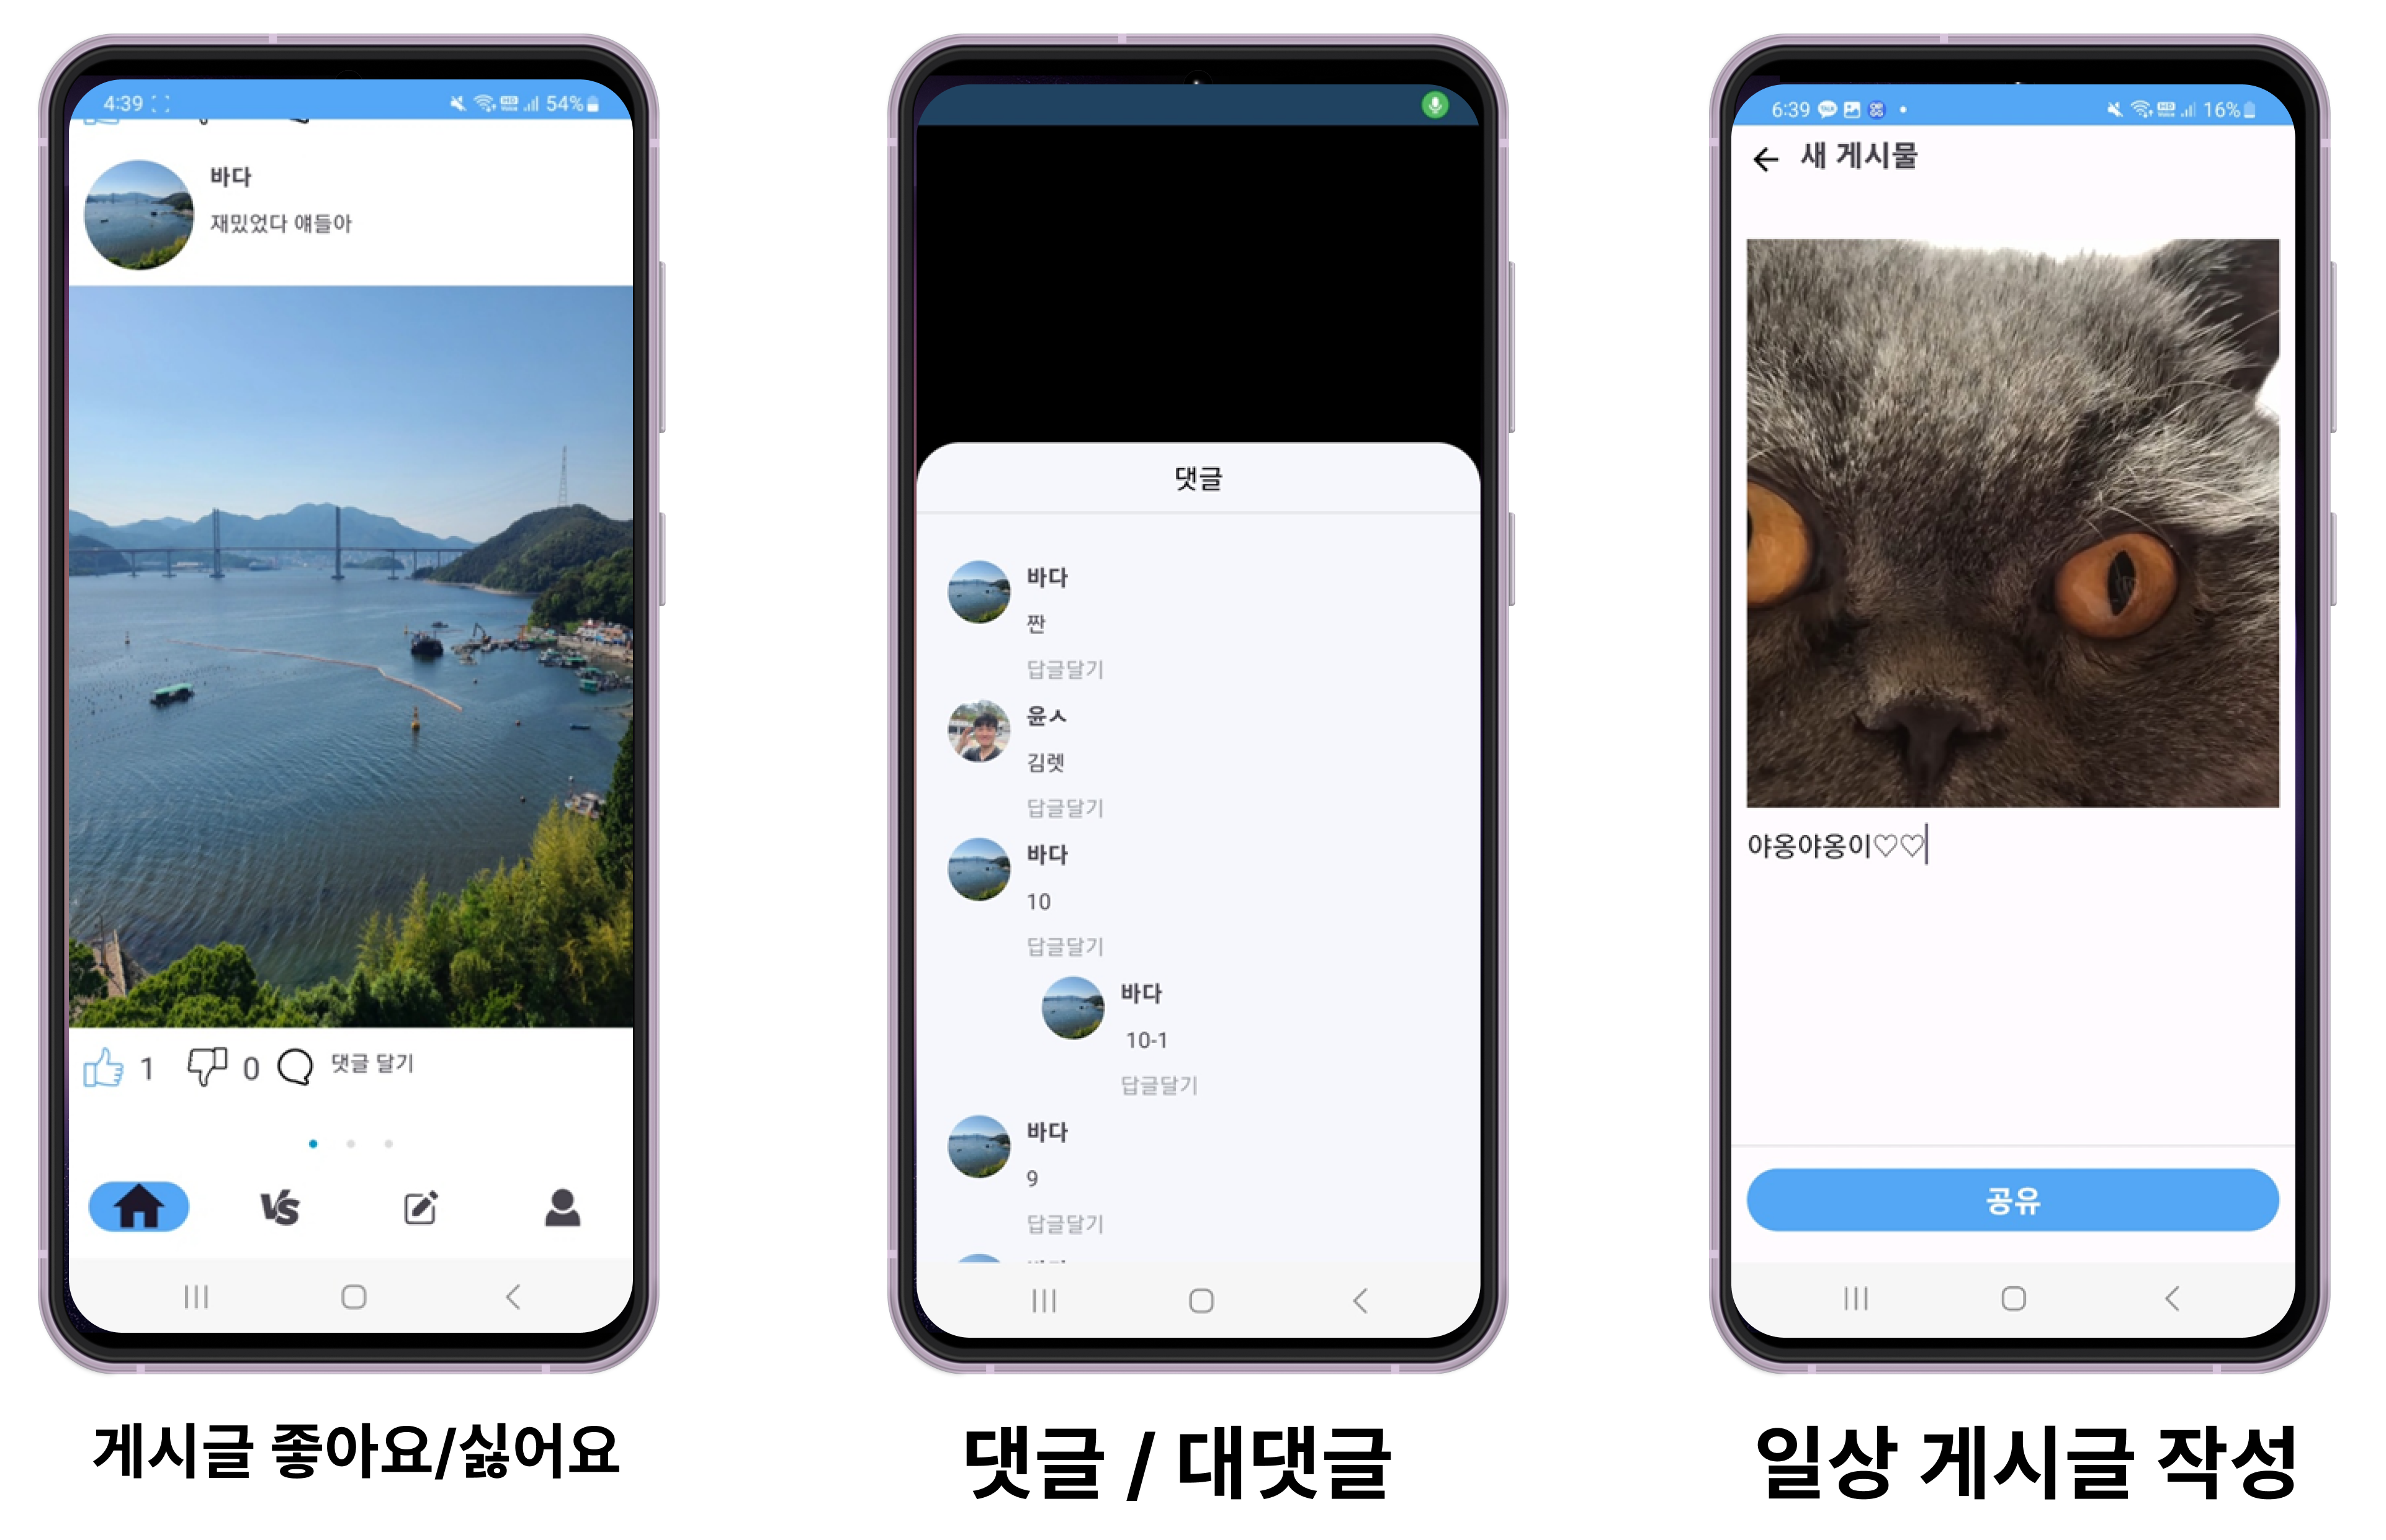 4:39
54%
바다
재밌었다 얘들아
1
0
댓글 달기
VS
게시글 좋아요/싫어요
댓글
바다
짠
답글달기
윤ㅅ
김렛
답글달기
바다
10
답글달기
바다
10-1
답글달기
바다
9
답글달기
댓글 / 대댓글
6:39
16%
새 게시물
야옹야옹이♡♡
공유
일상 게시글 작성